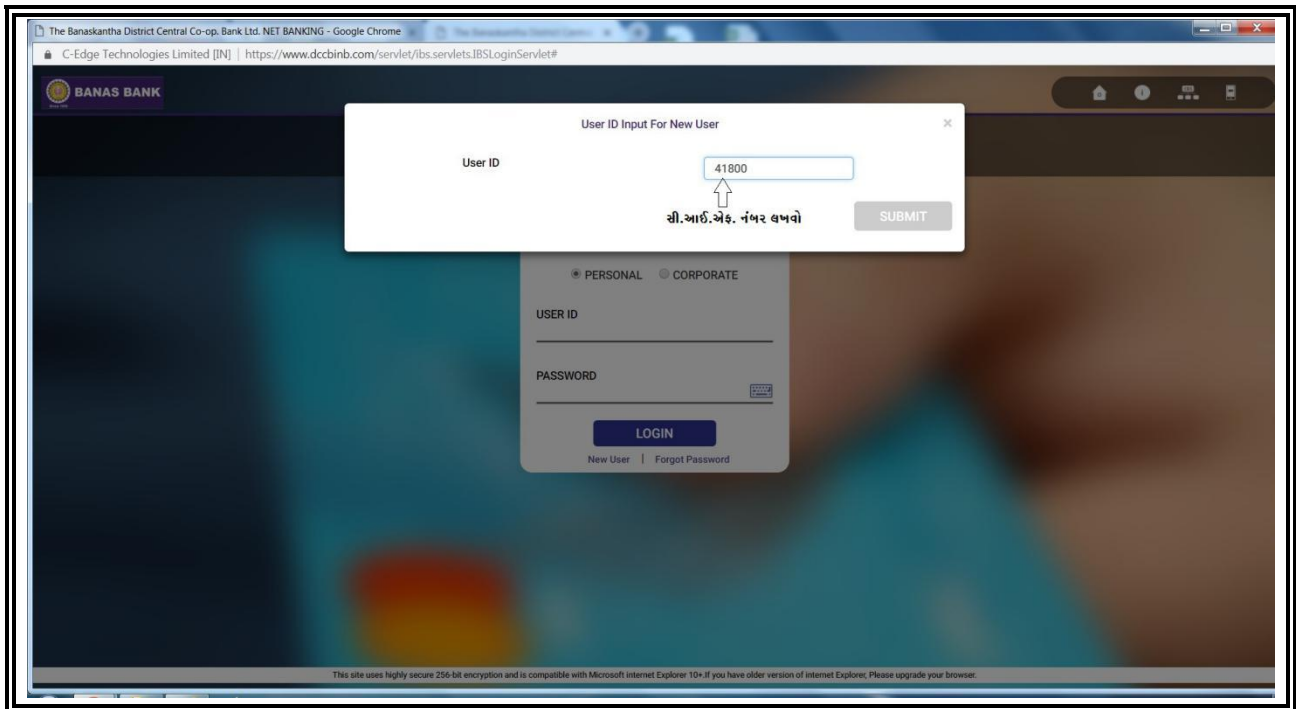 The Banaskantha District Central Co-op. Bank Ltd. NET BANKING - Google Chrome
C-Edge Technologies Limited [IN] | https://www.dccbinb.com/servlet/ibs.servlets.IBSLoginServlet#
BANAS BANK
User ID Input For New User ×
User ID 41800
સી.આઈ.એફ. નંબર લખવો SUBMIT
PERSONAL CORPORATE
USER ID
PASSWORD
LOGIN
New User | Forgot Password
This site uses highly secure 256-bit encryption and is compatible with Microsoft internet Explorer 10+.If you have older version of internet Explorer, Please upgrade your browser.